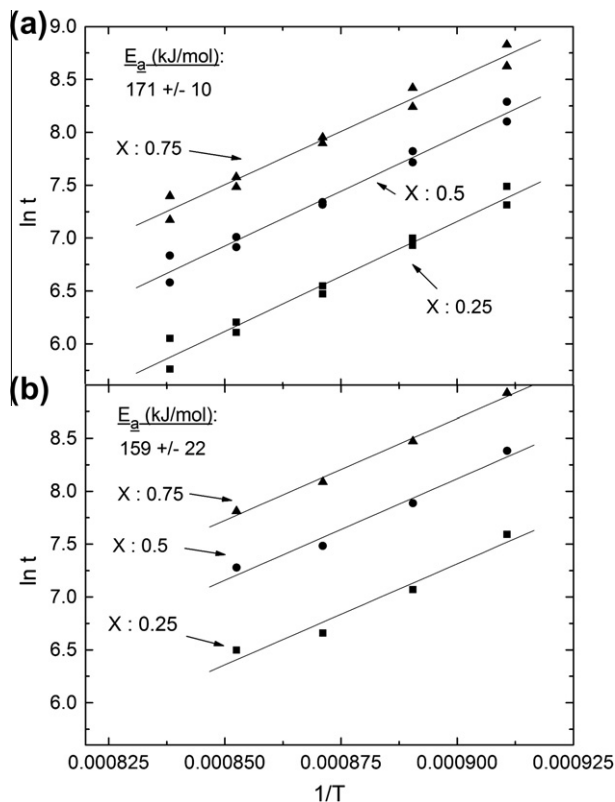 (a)
9.0
8.5
8.0
7.5
7.0
6.5
6.0
ln t
Ea (kJ/mol):
171 +/- 10
X : 0.75
X : 0.5
X : 0.25
(b)
8.5
8.0
7.5
7.0
6.5
6.0
ln t
Ea (kJ/mol):
159 +/- 22
X : 0.75
X : 0.5
X : 0.25
0.000825 0.000850 0.000875 0.000900 0.000925
1/T